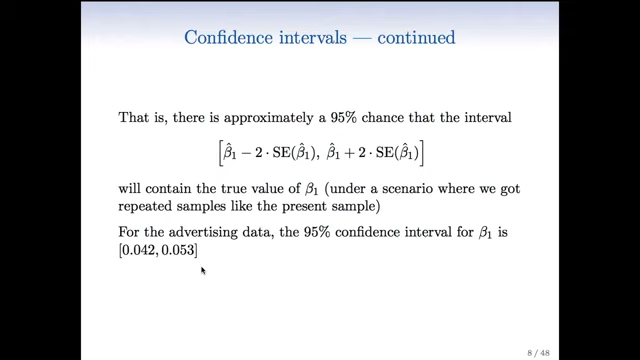 Confidence intervals — continued
That is, there is approximately a 95% chance that the interval
[β̂₁ − 2 · SE(β̂₁), β̂₁ + 2 · SE(β̂₁)]
will contain the true value of β₁ (under a scenario where we got
repeated samples like the present sample)
For the advertising data, the 95% confidence interval for β₁ is
[0.042, 0.053]
8 / 48